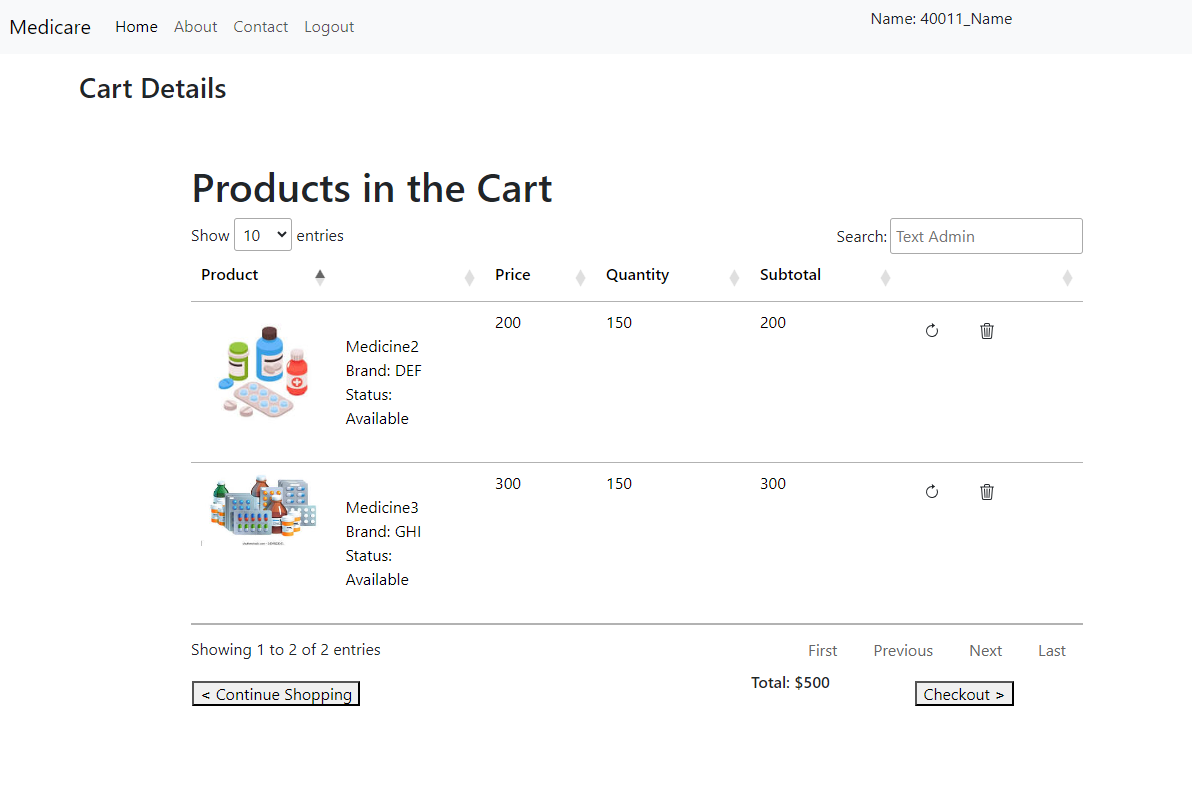 Medicare Home About Contact Logout Name: 40011_Name
Cart Details
Products in the Cart
Show 10 entries Search: Text Admin
Product Price Quantity Subtotal
200 150 200
Medicine2
Brand: DEF
Status:
Available
300 150 300
Medicine3
Brand: GHI
Status:
Available
Showing 1 to 2 of 2 entries First Previous Next Last
Total: $500
< Continue Shopping Checkout >